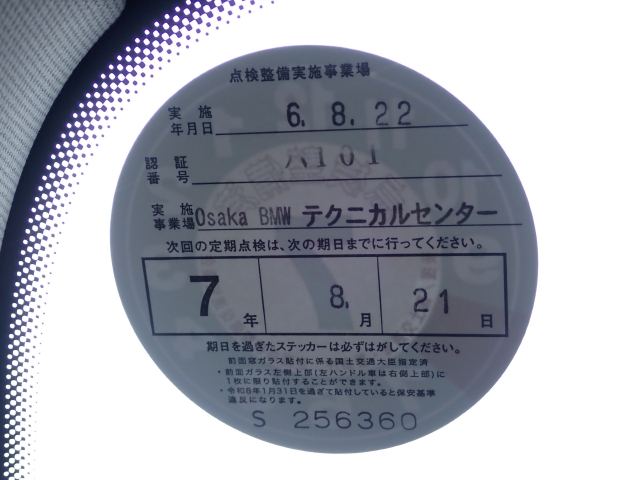 点検整備実施事業場
実施年月日 6. 8. 22
認証番号 六101
実施事業場 Osaka BMW テクニカルセンター
次回の定期点検は、次の期日までに行ってください。
7年 8.月 21日
期日を過ぎたステッカーは必ずはがしてください。
前面窓ガラス貼付に係る国土交通大臣指定済
・前面ガラス左側上部(左ハンドル車は右側上部)に
1枚に限り貼付することができます。
・令和8年1月31日を過ぎて貼付していると保安基準
違反になります。
S 256360